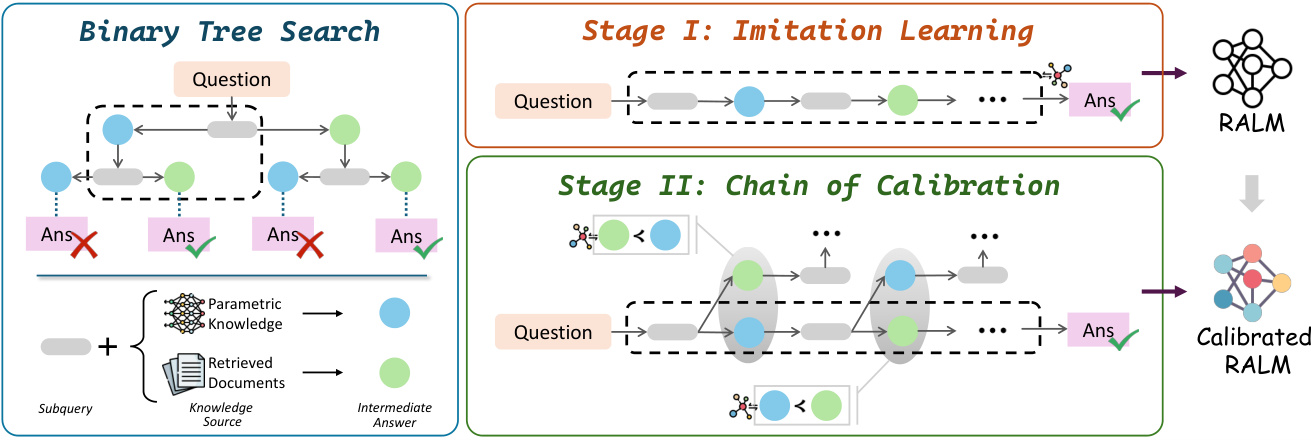 Binary Tree Search
Question
Ans
Ans
Ans
Ans
Parametric
Knowledge
+
Retrieved
Documents
Subquery
Knowledge
Source
Intermediate
Answer
Stage I: Imitation Learning
Question
...
Ans
RALM
Stage II: Chain of Calibration
≺
...
...
Question
...
Ans
≺
Calibrated
RALM